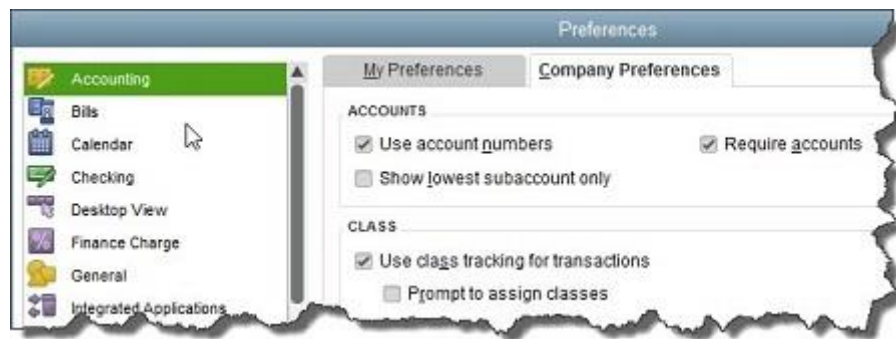 Preferences
Accounting
Bills
Calendar
Checking
Desktop View
Finance Charge
General
Integrated Applications
My Preferences
Company Preferences
ACCOUNTS
Use account numbers
Require accounts
Show lowest subaccount only
CLASS
Use class tracking for transactions
Prompt to assign classes